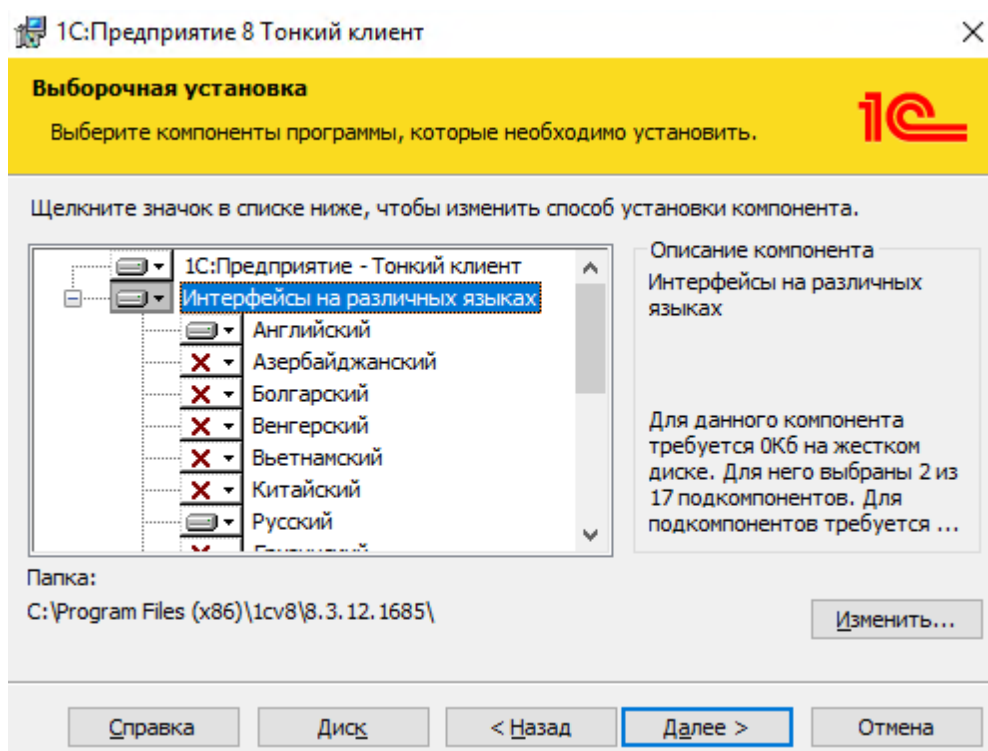 1С:Предприятие 8 Тонкий клиент
Выборочная установка
Выберите компоненты программы, которые необходимо установить.
1С
Щелкните значок в списке ниже, чтобы изменить способ установки компонента.
1С:Предприятие - Тонкий клиент
Интерфейсы на различных языках
Английский
Азербайджанский
Болгарский
Венгерский
Вьетнамский
Китайский
Русский
Описание компонента
Интерфейсы на различных
языках
Для данного компонента
требуется 0Кб на жестком
диске. Для него выбраны 2 из
17 подкомпонентов. Для
подкомпонентов требуется ...
Папка:
C:\Program Files (x86)\1cv8\8.3.12.1685\
Изменить...
Справка
Диск
< Назад
Далее >
Отмена